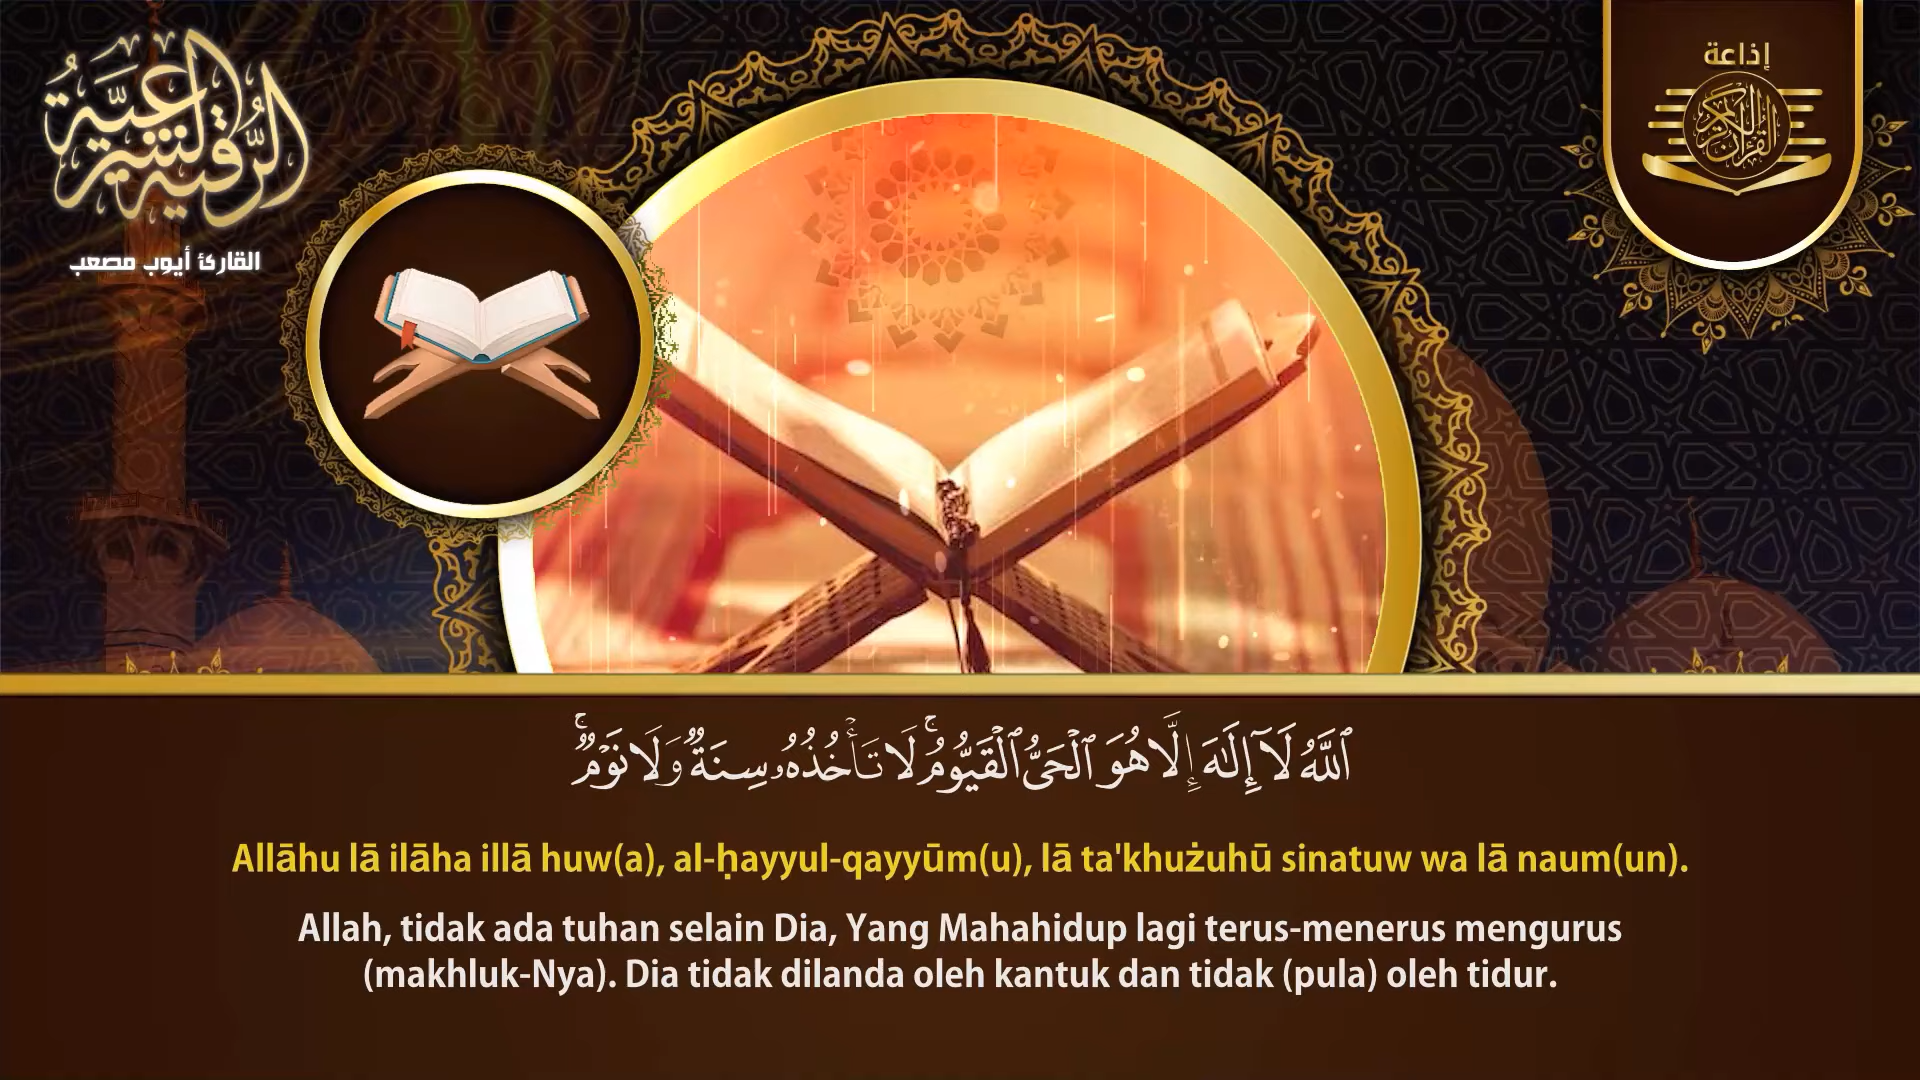 الرقية الشرعية
القارئ أيوب مصعب
إذاعة
القرآن الكريم
ٱللَّهُ لَآ إِلَٰهَ إِلَّا هُوَ ٱلْحَىُّ ٱلْقَيُّومُ ۚ لَا تَأْخُذُهُۥ سِنَةٌ وَلَا نَوْمٌ ۚ
Allāhu lā ilāha illā huw(a), al-ḥayyul-qayyūm(u), lā ta'khużuhū sinatuw wa lā naum(un).
Allah, tidak ada tuhan selain Dia, Yang Mahahidup lagi terus-menerus mengurus
(makhluk-Nya). Dia tidak dilanda oleh kantuk dan tidak (pula) oleh tidur.